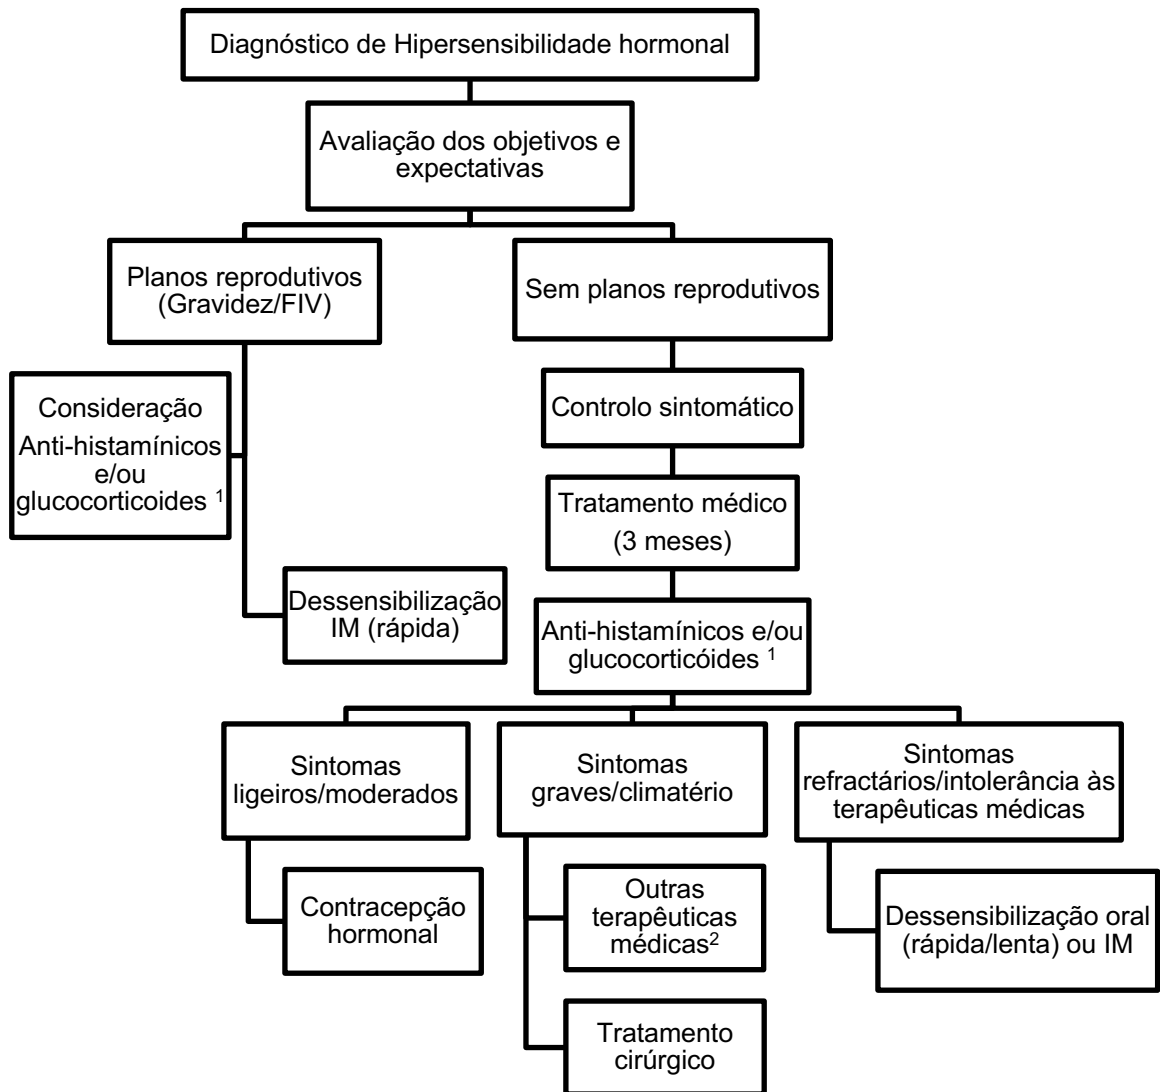 Diagnóstico de Hipersensibilidade hormonal
Avaliação dos objetivos e
expectativas
Planos reprodutivos
(Gravidez/FIV)
Sem planos reprodutivos
Consideração
Anti-histamínicos
e/ou
glucocorticoides ¹
Controlo sintomático
Tratamento médico
(3 meses)
Dessensibilização
IM (rápida)
Anti-histamínicos e/ou
glucocorticóides ¹
Sintomas
ligeiros/moderados
Sintomas
graves/climatério
Sintomas
refractários/intolerância às
terapêuticas médicas
Contracepção
hormonal
Outras
terapêuticas
médicas²
Dessensibilização oral
(rápida/lenta) ou IM
Tratamento
cirúrgico